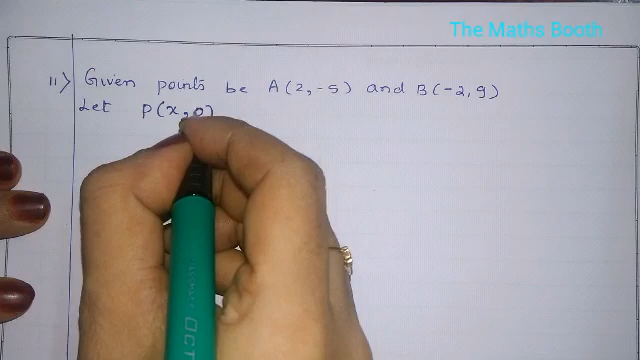 The Maths Booth
11) Given points be A(2,-5) and B(-2,9)
Let P(x,0)